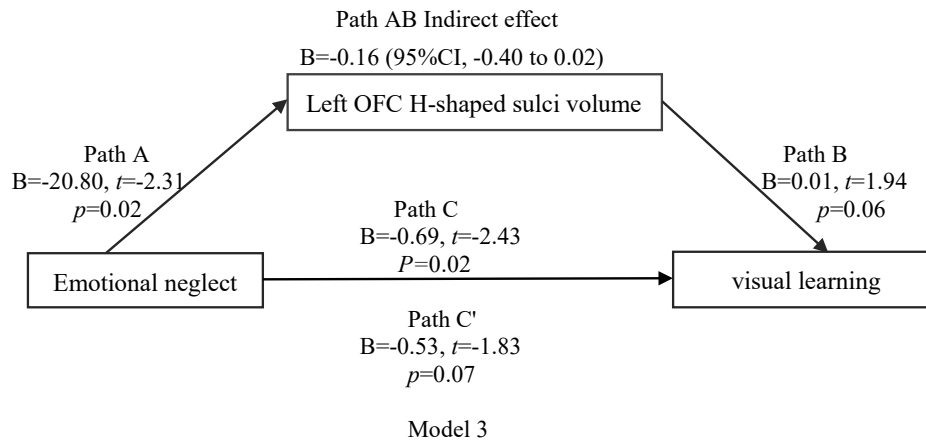 Path AB Indirect effect
B=-0.16 (95%CI, -0.40 to 0.02)
Left OFC H-shaped sulci volume
Path A
B=-20.80, t=-2.31
p=0.02
Path B
B=0.01, t=1.94
p=0.06
Path C
B=-0.69, t=-2.43
P=0.02
Emotional neglect
visual learning
Path C'
B=-0.53, t=-1.83
p=0.07
Model 3